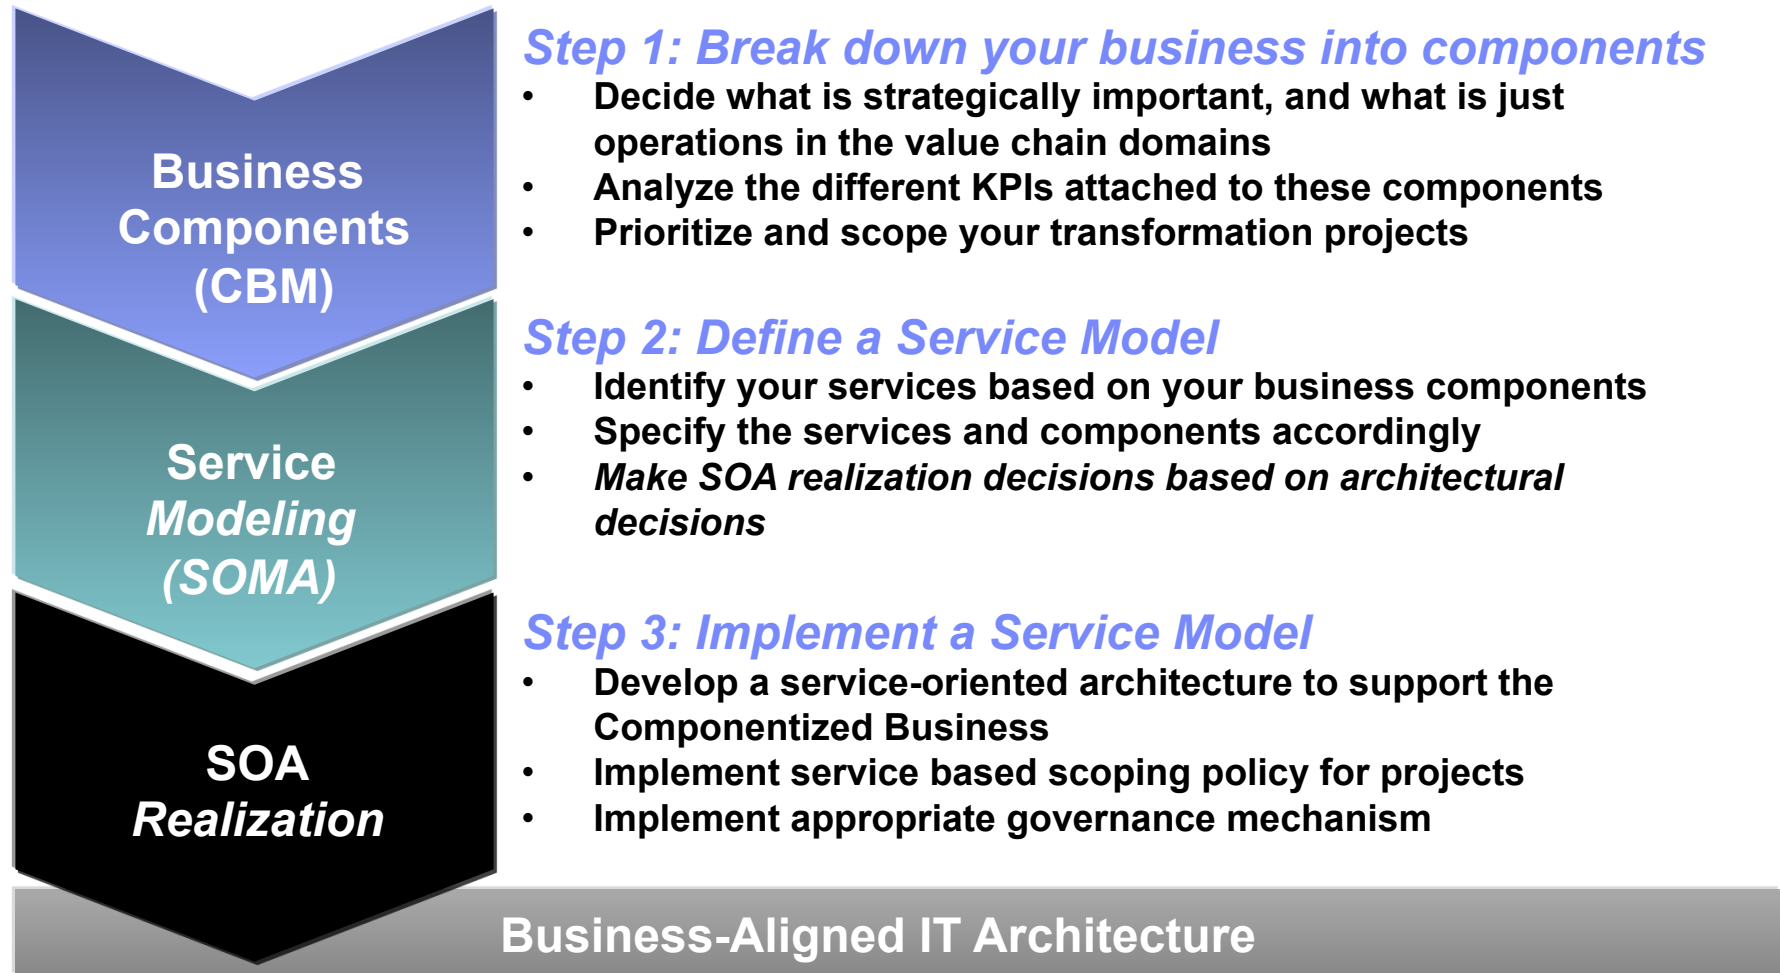 Business
Components
(CBM)
Step 1: Break down your business into components
• Decide what is strategically important, and what is just
operations in the value chain domains
• Analyze the different KPIs attached to these components
• Prioritize and scope your transformation projects
Service
Modeling
(SOMA)
Step 2: Define a Service Model
• Identify your services based on your business components
• Specify the services and components accordingly
• Make SOA realization decisions based on architectural
decisions
SOA
Realization
Step 3: Implement a Service Model
• Develop a service-oriented architecture to support the
Componentized Business
• Implement service based scoping policy for projects
• Implement appropriate governance mechanism
Business-Aligned IT Architecture